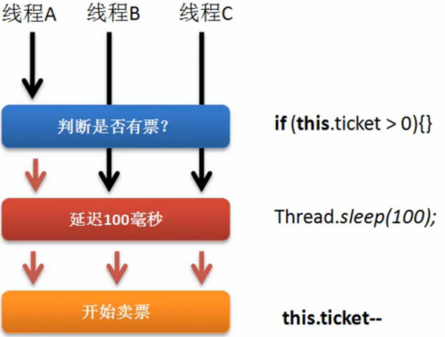 线程A 线程B 线程C
判断是否有票？ if (this.ticket > 0){}
延迟100毫秒 Thread.sleep(100);
开始卖票 this.ticket--